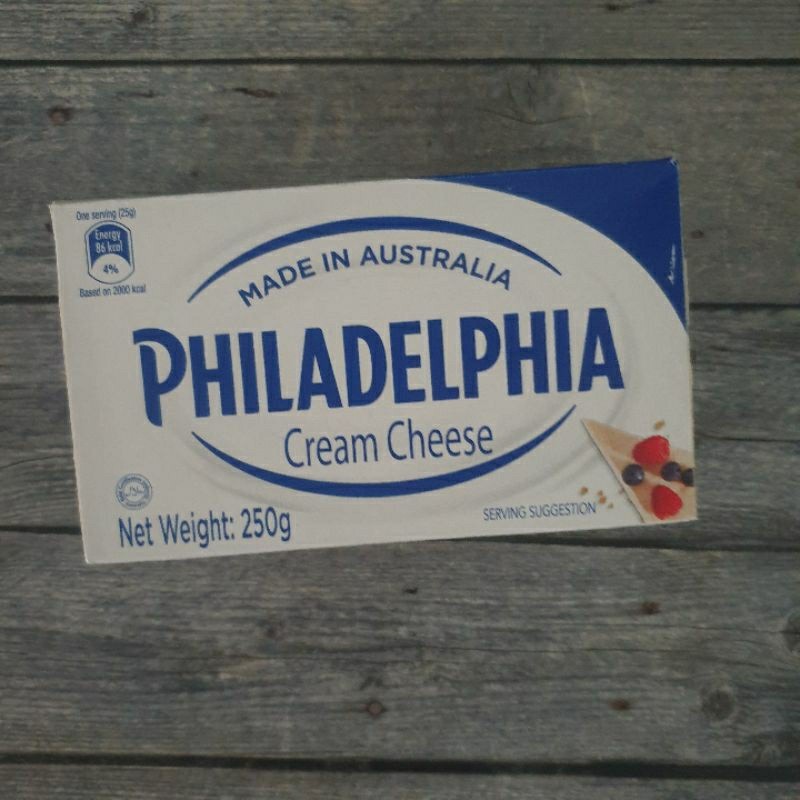 One serving (25g)
Energy
86 kcal
4%
Based on 2000 kcal
MADE IN AUSTRALIA
PHILADELPHIA
Cream Cheese
Net Weight: 250g
SERVING SUGGESTION